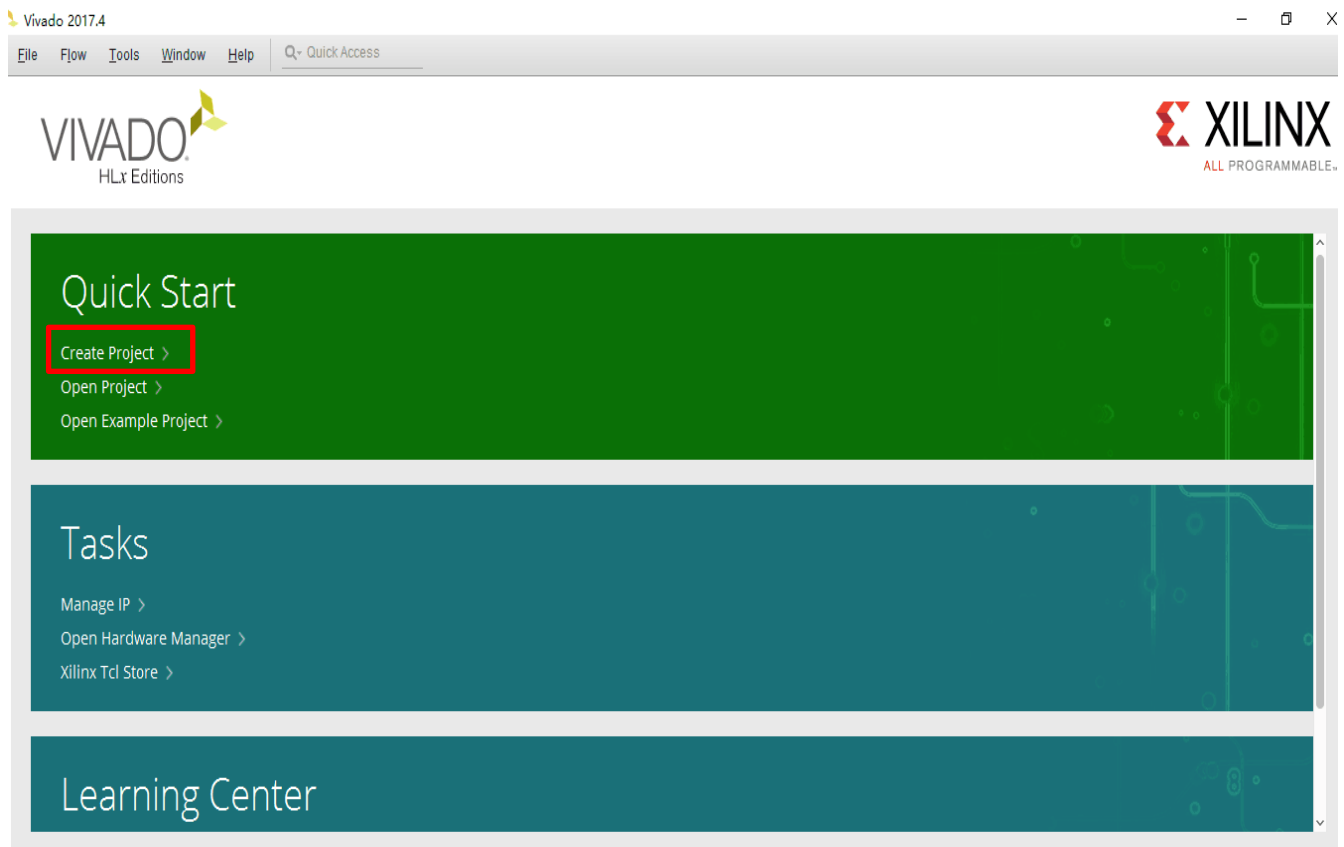 Vivado 2017.4
File Flow Tools Window Help Quick Access
VIVADO.
HLx Editions
XILINX
ALL PROGRAMMABLE™
Quick Start
Create Project >
Open Project >
Open Example Project >
Tasks
Manage IP >
Open Hardware Manager >
Xilinx Tcl Store >
Learning Center